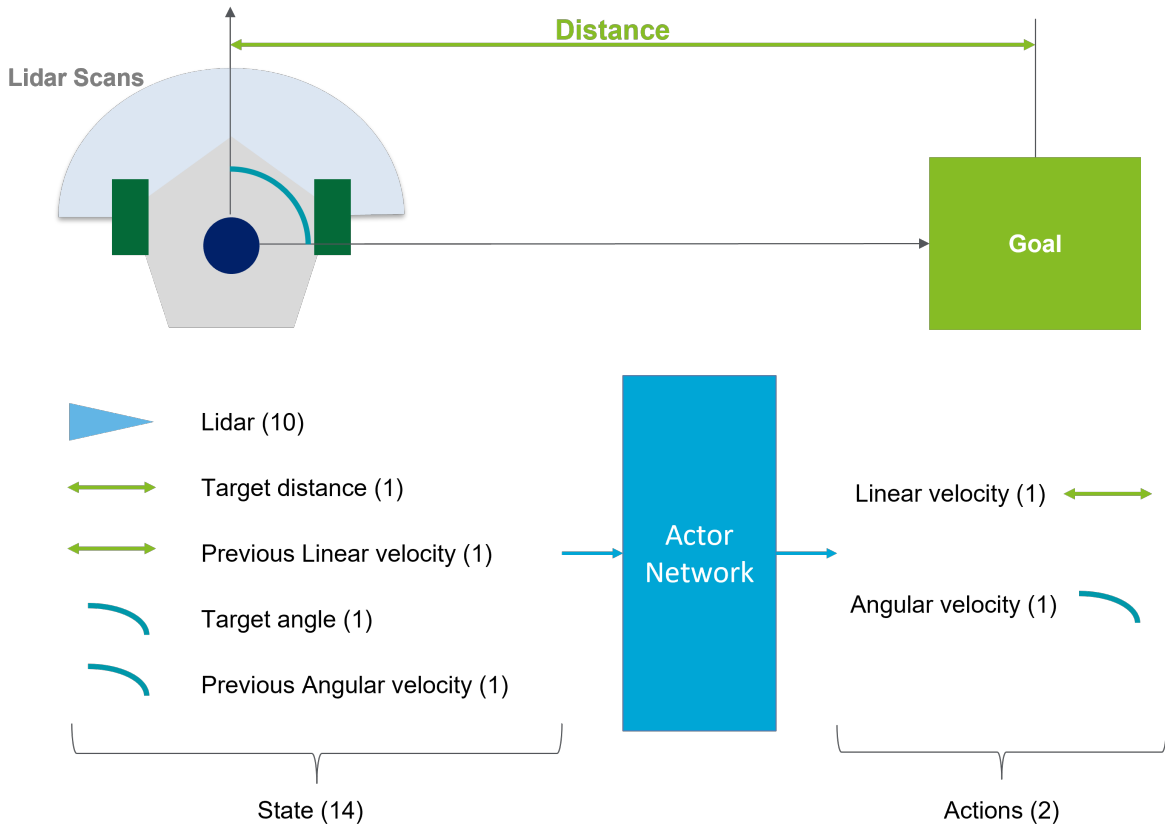 Distance
Lidar Scans
Goal
Lidar (10)
Target distance (1)
Previous Linear velocity (1)
Target angle (1)
Previous Angular velocity (1)
State (14)
Actor
Network
Linear velocity (1)
Angular velocity (1)
Actions (2)